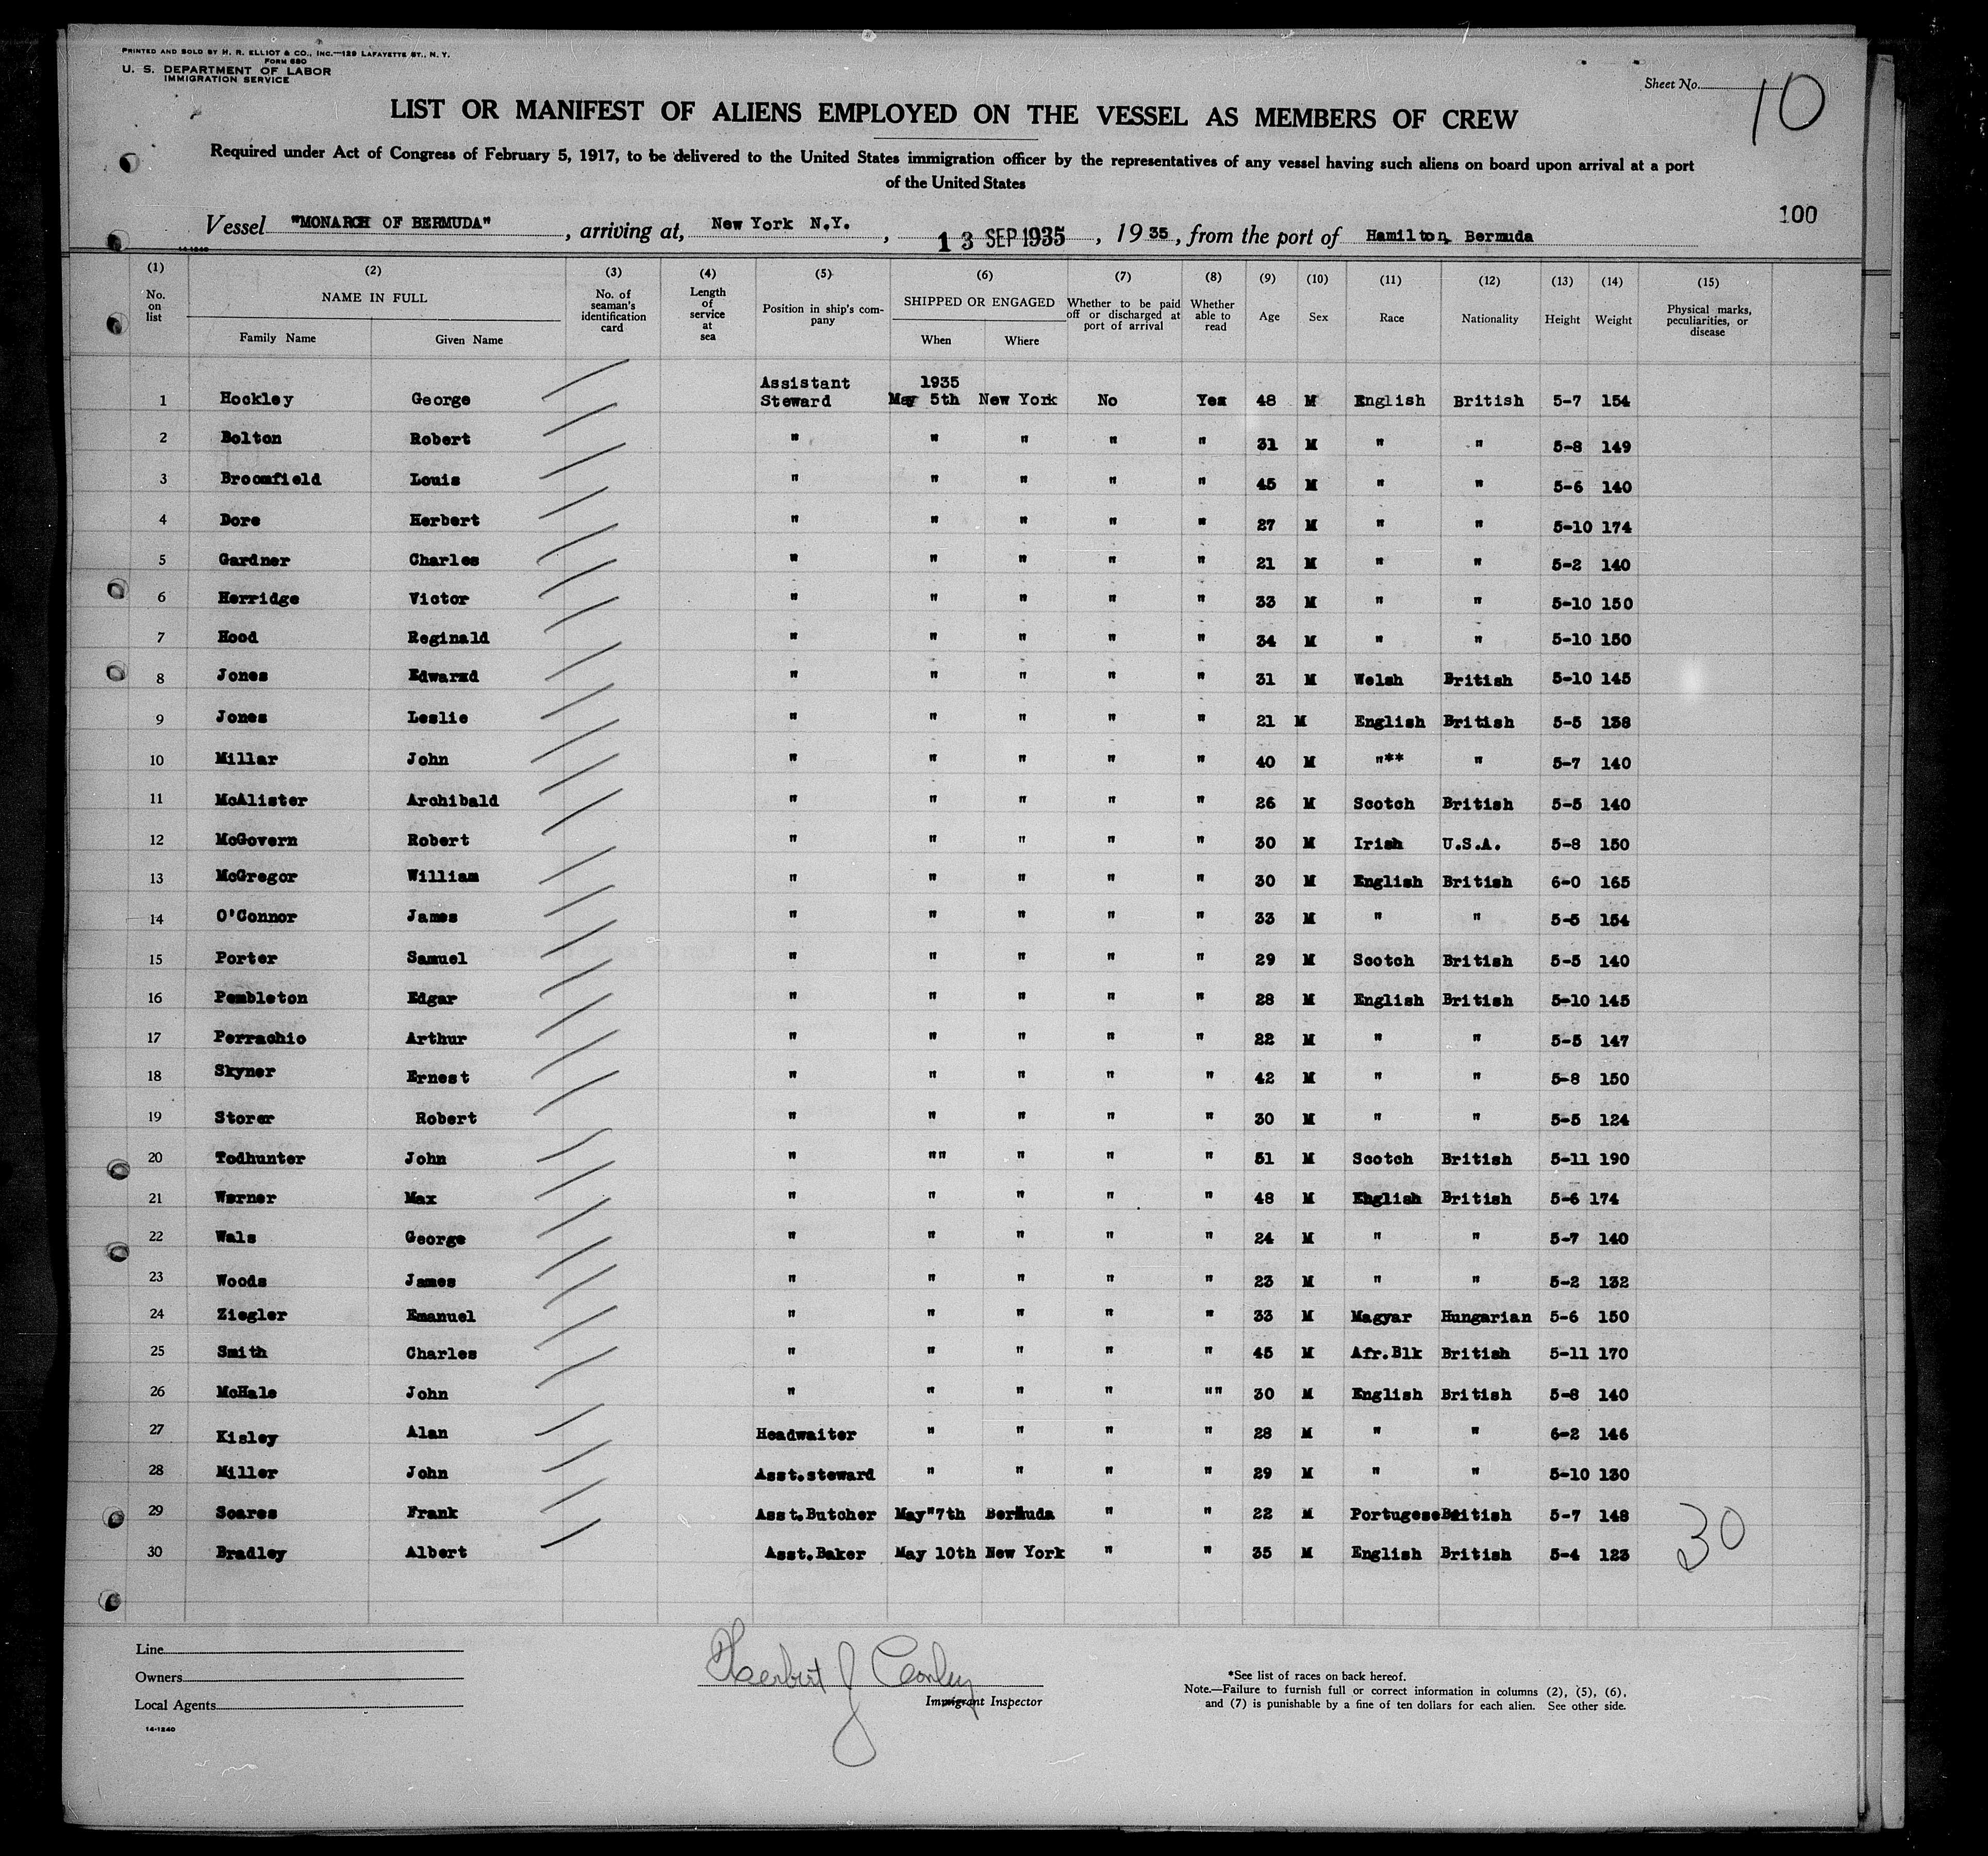 PRINTED AND SOLD BY H. R. ELLIOT & CO., INC.—129 LAFAYETTE ST., N. Y.
FORM 680
U. S. DEPARTMENT OF LABOR
IMMIGRATION SERVICE
Sheet No. 10
LIST OR MANIFEST OF ALIENS EMPLOYED ON THE VESSEL AS MEMBERS OF CREW
Required under Act of Congress of February 5, 1917, to be delivered to the United States immigration officer by the representatives of any vessel having such aliens on board upon arrival at a port
of the United States
100
Vessel "MONARCH OF BERMUDA", arriving at, New York N.Y., 13 SEP 1935, 1935, from the port of Hamilton, Bermuda
14-1240
(1) (2) (3) (4) (5) (6) (7) (8) (9) (10) (11) (12) (13) (14) (15)
No. on list NAME IN FULL Family Name Given Name No. of seaman's identification card Length of service at sea Position in ship's company SHIPPED OR ENGAGED When Where Whether to be paid off or discharged at port of arrival Whether able to read Age Sex Race Nationality Height Weight Physical marks, peculiarities, or disease
Assistant 1935
1 Hockley George Steward May 5th New York No Yes 48 M English British 5-7 154
2 Bolton Robert " " " " " 31 M " " 5-8 149
3 Broomfield Louis " " " " " 45 M " " 5-6 140
4 Dore Herbert " " " " " 27 M " " 5-10 174
5 Gardner Charles " " " " " 21 M " " 5-2 140
6 Herridge Victor " " " " " 33 M " " 5-10 150
7 Hood Reginald " " " " " 34 M " " 5-10 150
8 Jones Edwarxd " " " " " 31 M Welsh British 5-10 145
9 Jones Leslie " " " " " 21 M English British 5-5 138
10 Millar John " " " " " 40 M "** " 5-7 140
11 McAlister Archibald " " " " " 26 M Scotch British 5-5 140
12 McGovern Robert " " " " " 30 M Irish U.S.A. 5-8 150
13 McGregor William " " " " " 30 M English British 6-0 165
14 O'Connor James " " " " " 33 M " " 5-5 154
15 Porter Samuel " " " " " 29 M Scotch British 5-5 140
16 Pembleton Edgar " " " " " 28 M English British 5-10 145
17 Perrachio Arthur " " " " " 22 M " " 5-5 147
18 Skyner Ernest " " " " " 42 M " " 5-8 150
19 Storer Robert " " " " " 30 M " " 5-5 124
20 Todhunter John " "" " " " 51 M Scotch British 5-11 190
21 Warner Max " " " " " 48 M English British 5-6 174
22 Wals George " " " " " 24 M " " 5-7 140
23 Woods James " " " " " 23 M " " 5-2 132
24 Ziegler Emanuel " " " " " 33 M Magyar Hungarian 5-6 150
25 Smith Charles " " " " " 45 M Afr.Blk British 5-11 170
26 McHale John " " " " "" 30 M English British 5-8 140
27 Kisley Alan Headwaiter " " " " 28 M " " 6-2 146
28 Miller John Asst.steward " " " " 29 M " " 5-10 130
29 Soares Frank Asst.Butcher May"7th Bermuda " " 22 M Portugese British 5-7 148
30 Bradley Albert Asst.Baker May 10th New York " " 35 M English British 5-4 123
30
Line
Owners
Local Agents
14-1240
Herbert J Conley
Immigrant Inspector
*See list of races on back hereof.
Note.—Failure to furnish full or correct information in columns (2), (5), (6),
and (7) is punishable by a fine of ten dollars for each alien. See other side.